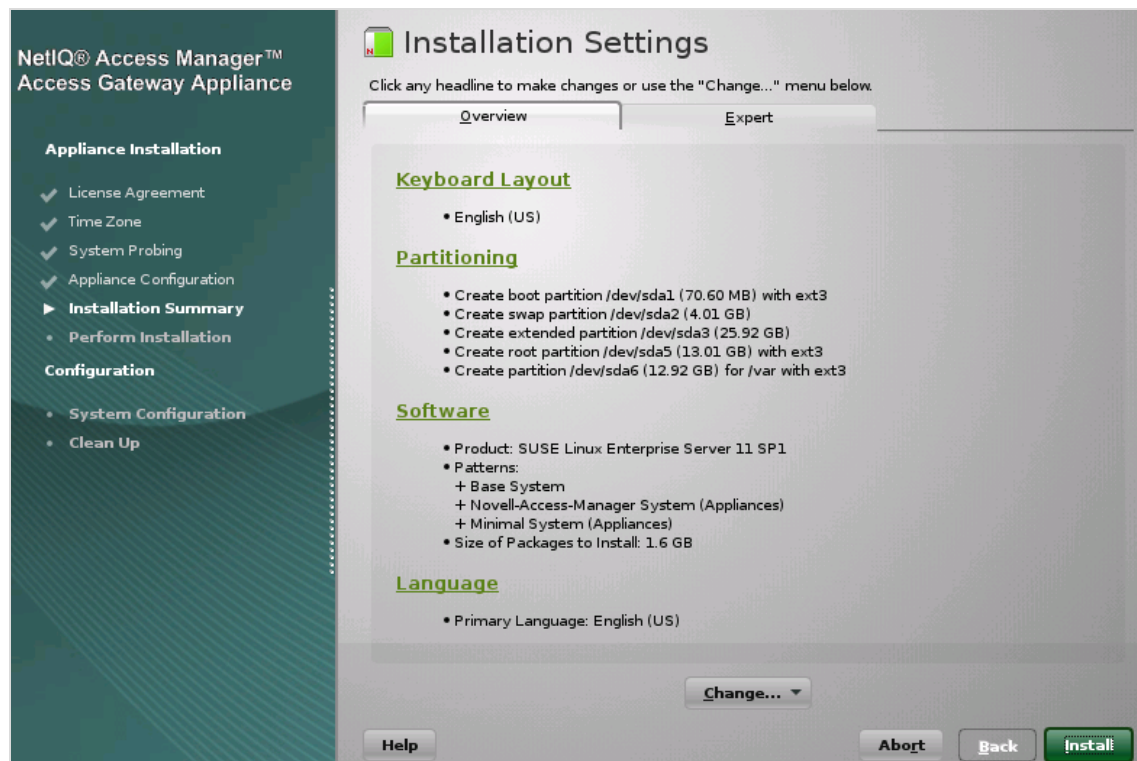 NetIQ® Access Manager™
Access Gateway Appliance
Appliance Installation
License Agreement
Time Zone
System Probing
Appliance Configuration
Installation Summary
Perform Installation
Configuration
System Configuration
Clean Up
N
Installation Settings
Click any headline to make changes or use the "Change..." menu below.
Overview
Expert
Keyboard Layout
• English (US)
Partitioning
• Create boot partition /dev/sda1 (70.60 MB) with ext3
• Create swap partition /dev/sda2 (4.01 GB)
• Create extended partition /dev/sda3 (25.92 GB)
• Create root partition /dev/sda5 (13.01 GB) with ext3
• Create partition /dev/sda6 (12.92 GB) for /var with ext3
Software
• Product: SUSE Linux Enterprise Server 11 SP1
• Patterns:
+ Base System
+ Novell-Access-Manager System (Appliances)
+ Minimal System (Appliances)
• Size of Packages to Install: 1.6 GB
Language
• Primary Language: English (US)
Change...
Help
Abort
Back
Install